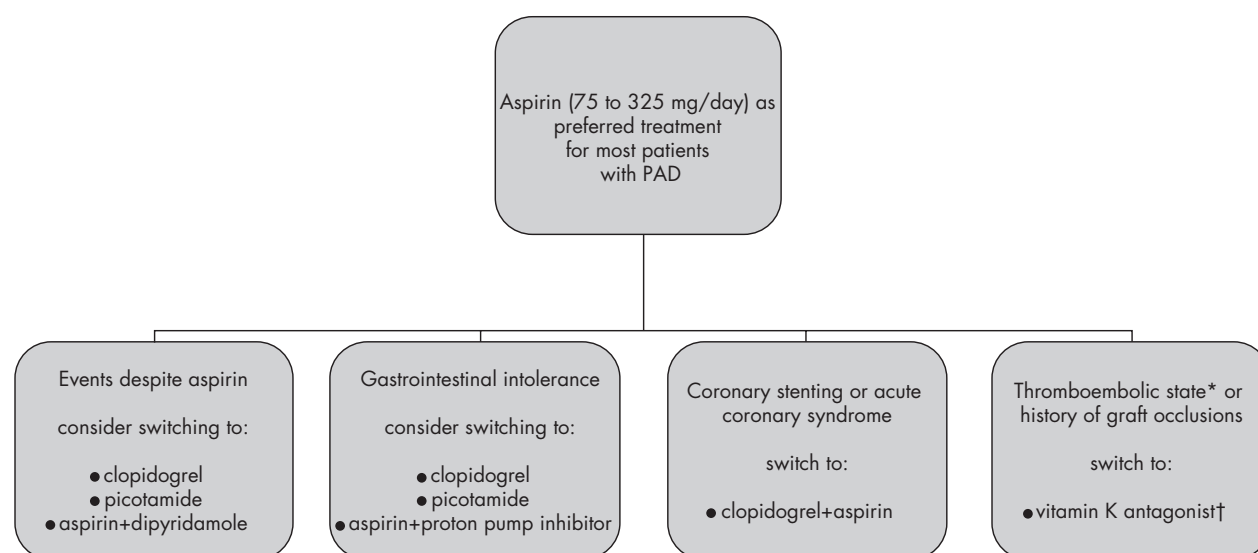 Aspirin (75 to 325 mg/day) as
preferred treatment
for most patients
with PAD
Events despite aspirin
consider switching to:
● clopidogrel
● picotamide
● aspirin+dipyridamole
Gastrointestinal intolerance
consider switching to:
● clopidogrel
● picotamide
● aspirin+proton pump inhibitor
Coronary stenting or acute
coronary syndrome
switch to:
● clopidogrel+aspirin
Thromboembolic state* or
history of graft occlusions
switch to:
● vitamin K antagonist†